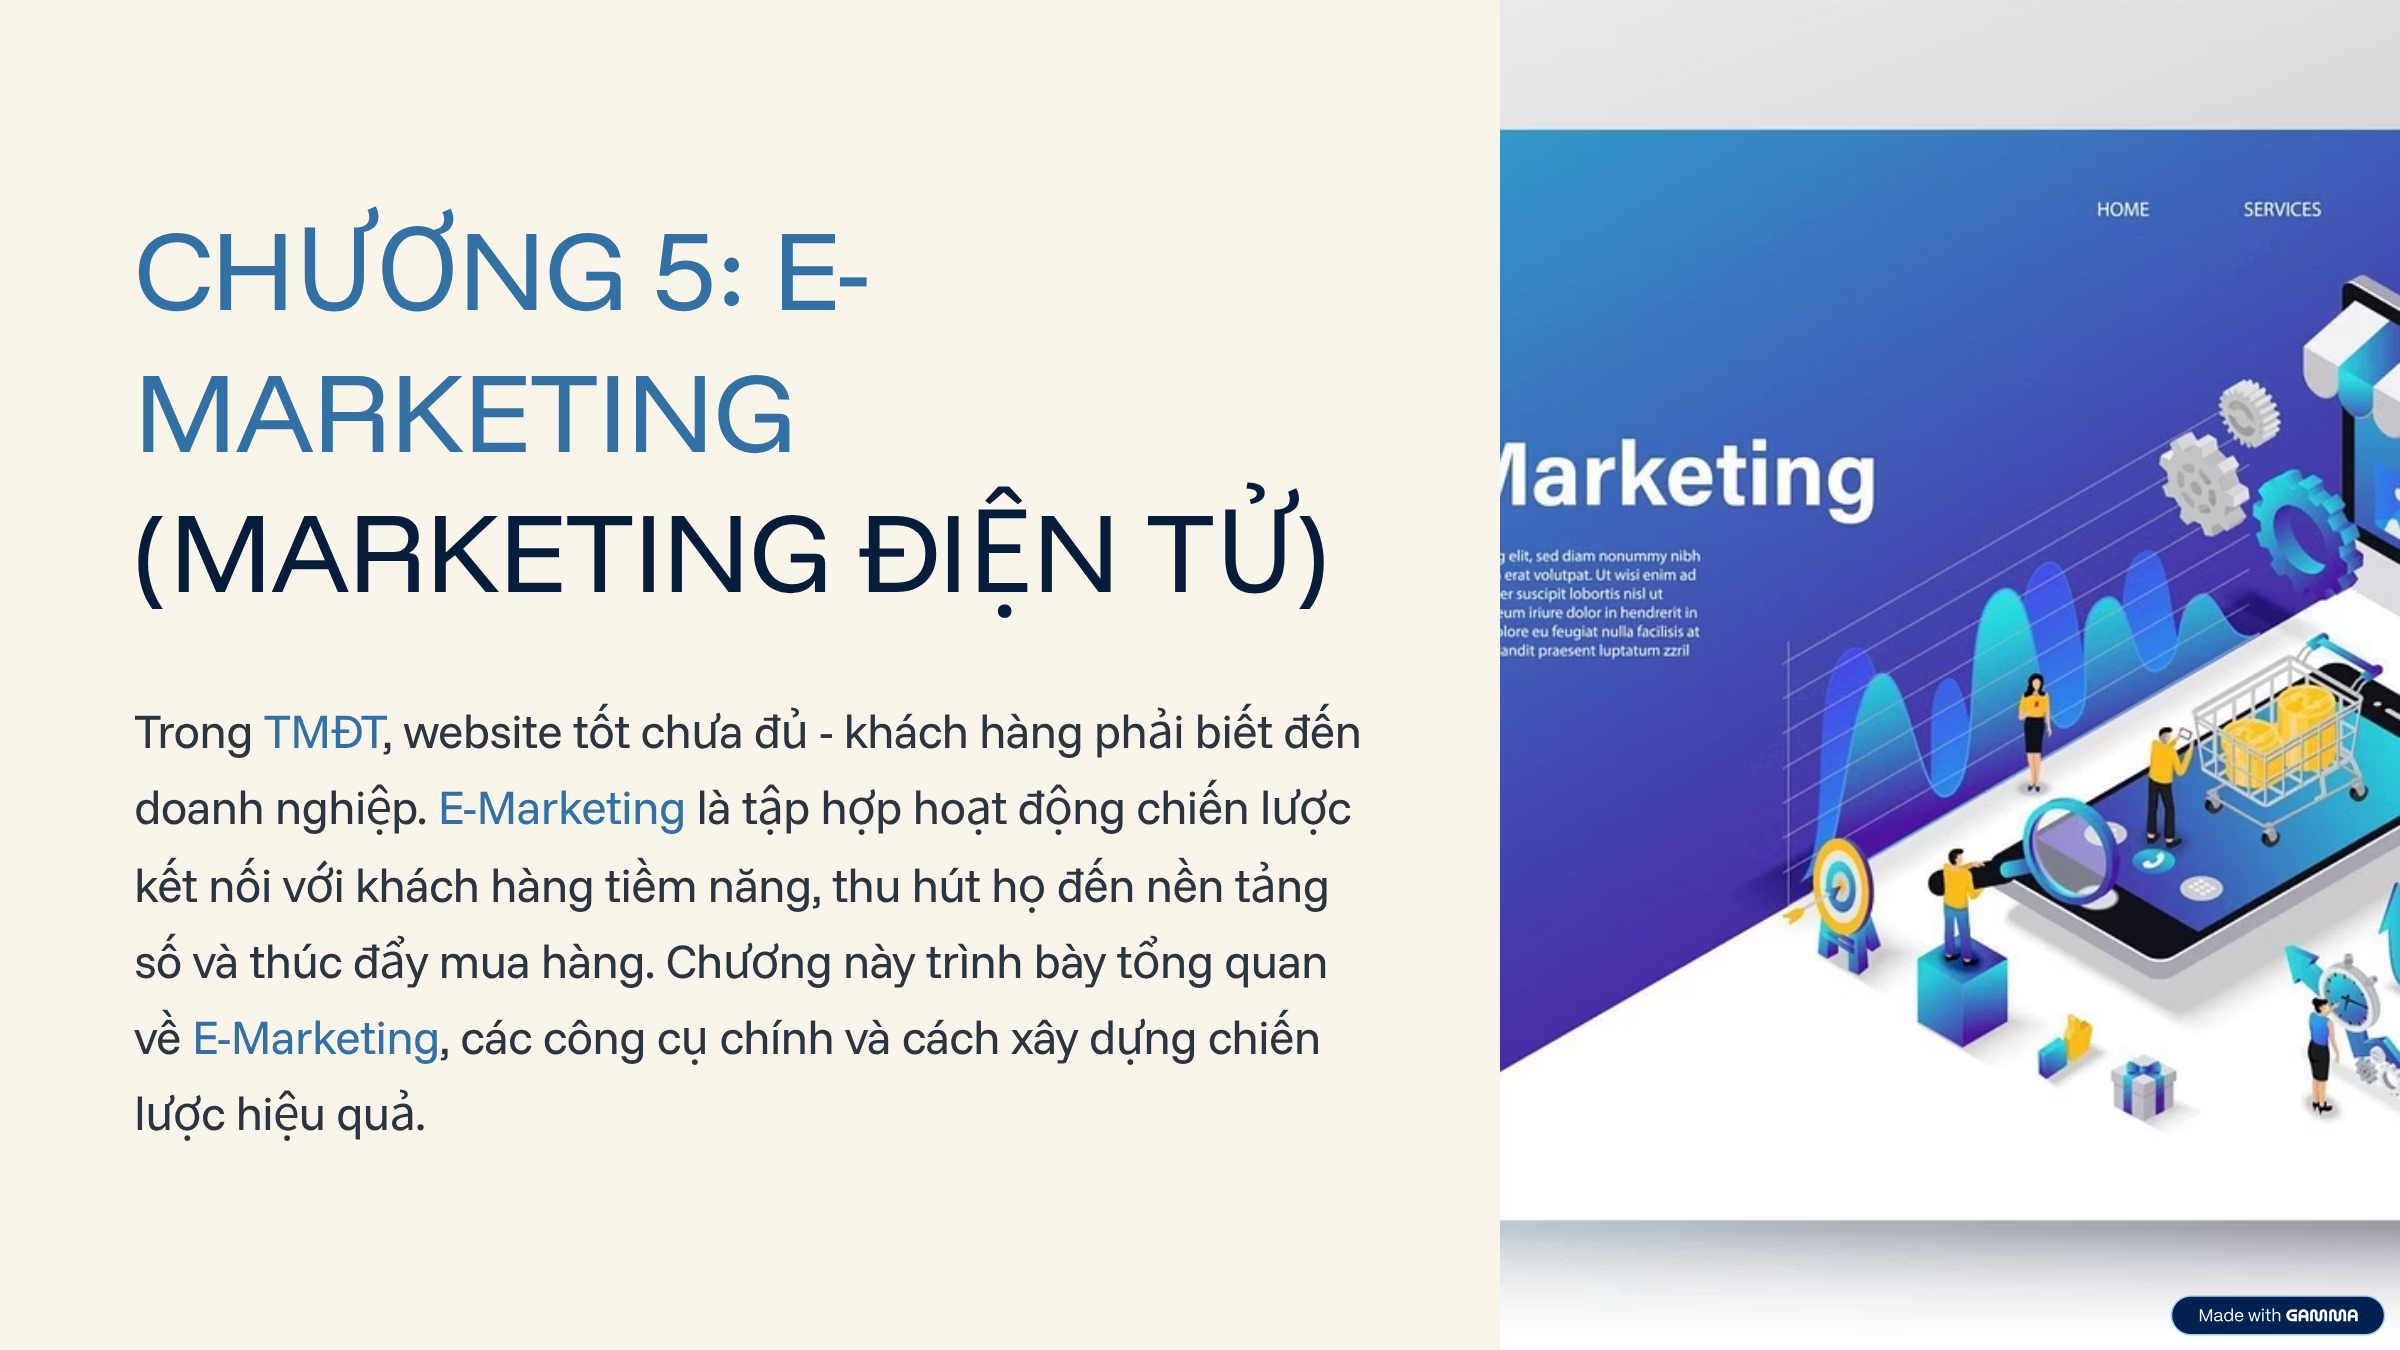 CHƯƠNG 5: E-
MARKETING
(MARKETING ĐIỆN TỬ)
Trong TMĐT, website tốt chưa đủ - khách hàng phải biết đến
doanh nghiệp. E-Marketing là tập hợp hoạt động chiến lược
kết nối với khách hàng tiềm năng, thu hút họ đến nền tảng
số và thúc đẩy mua hàng. Chương này trình bày tổng quan
về E-Marketing, các công cụ chính và cách xây dựng chiến
lược hiệu quả.
HOME SERVICES
Marketing
elit, sed diam nonummy nibh
erat volutpat. Ut wisi enim ad
er suscipit lobortis nisl ut
eum iriure dolor in hendrerit in
olore eu feugiat nulla facilisis at
andit praesent luptatum zzril
Made with GAMMA